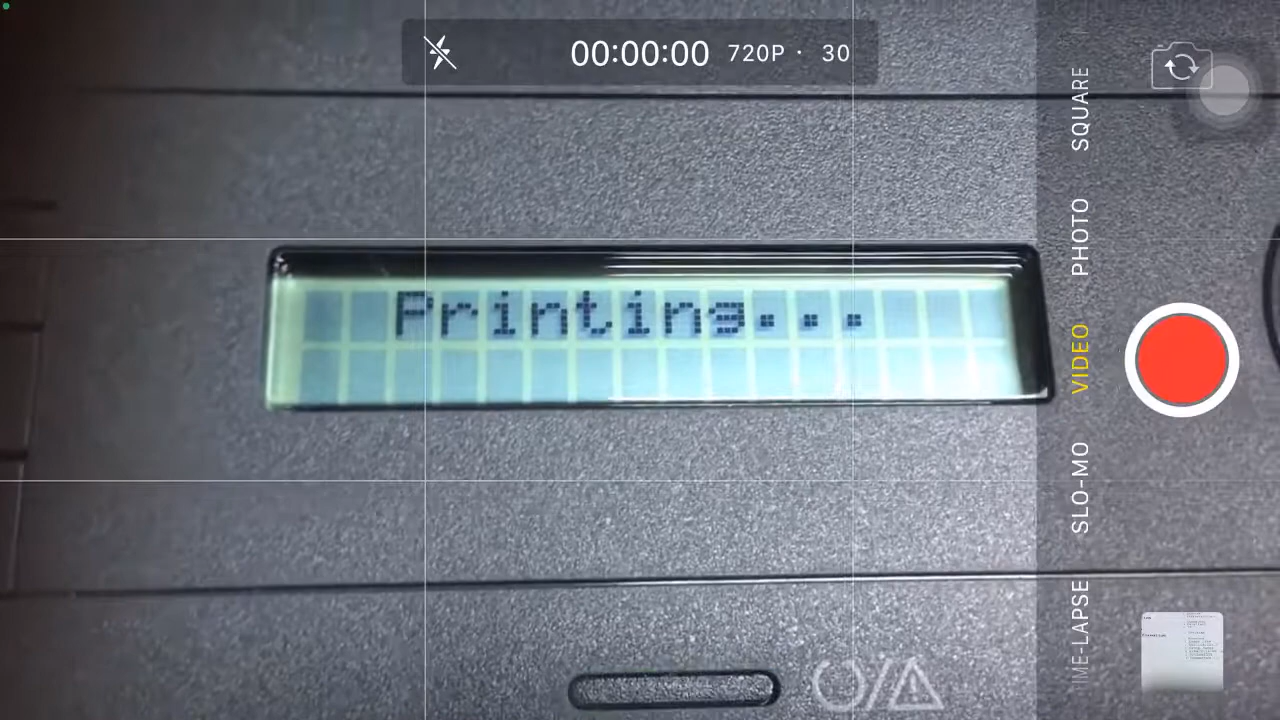 00:00:00 720P · 30
Printing...
SQUARE
PHOTO
VIDEO
SLO-MO
IME-LAPSE